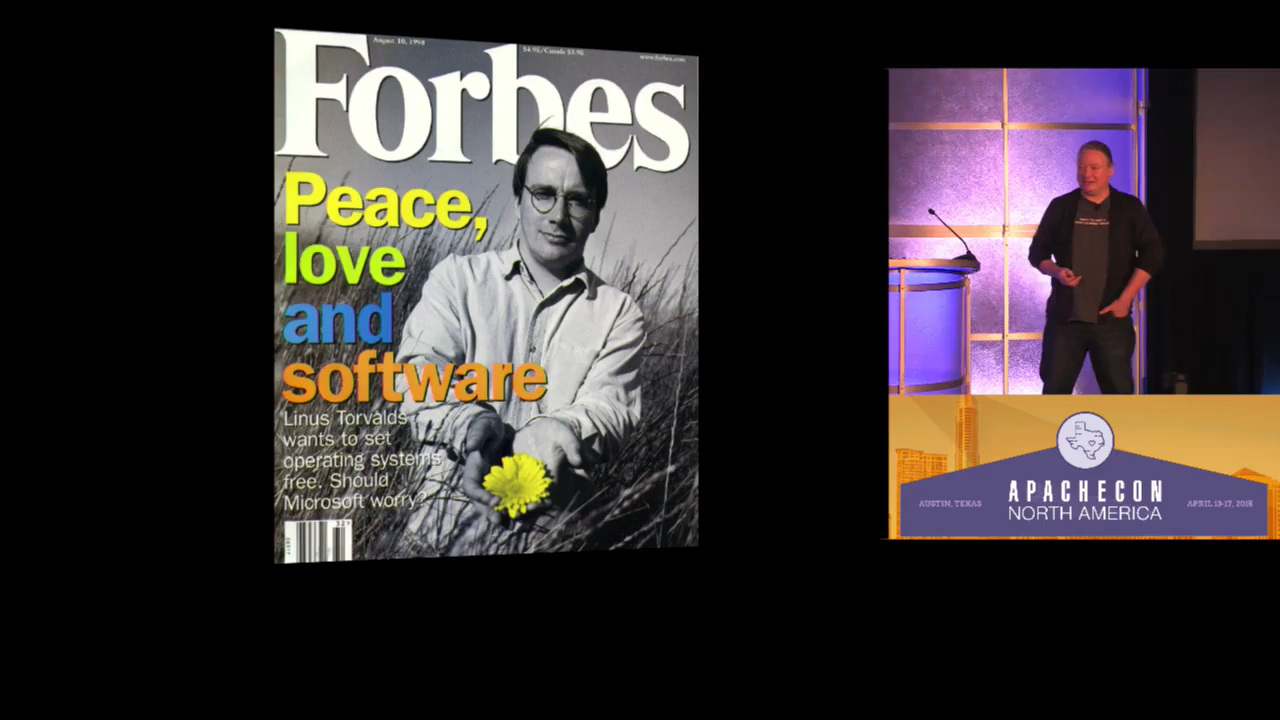 August 10, 1998
$4.95/Canada $5.95
www.forbes.com
Forbes
Peace,
love
and
software
Linus Torvalds
wants to set
operating systems
free. Should
Microsoft worry?
APACHECON
NORTH AMERICA
AUSTIN, TEXAS
APRIL 13-17, 2015